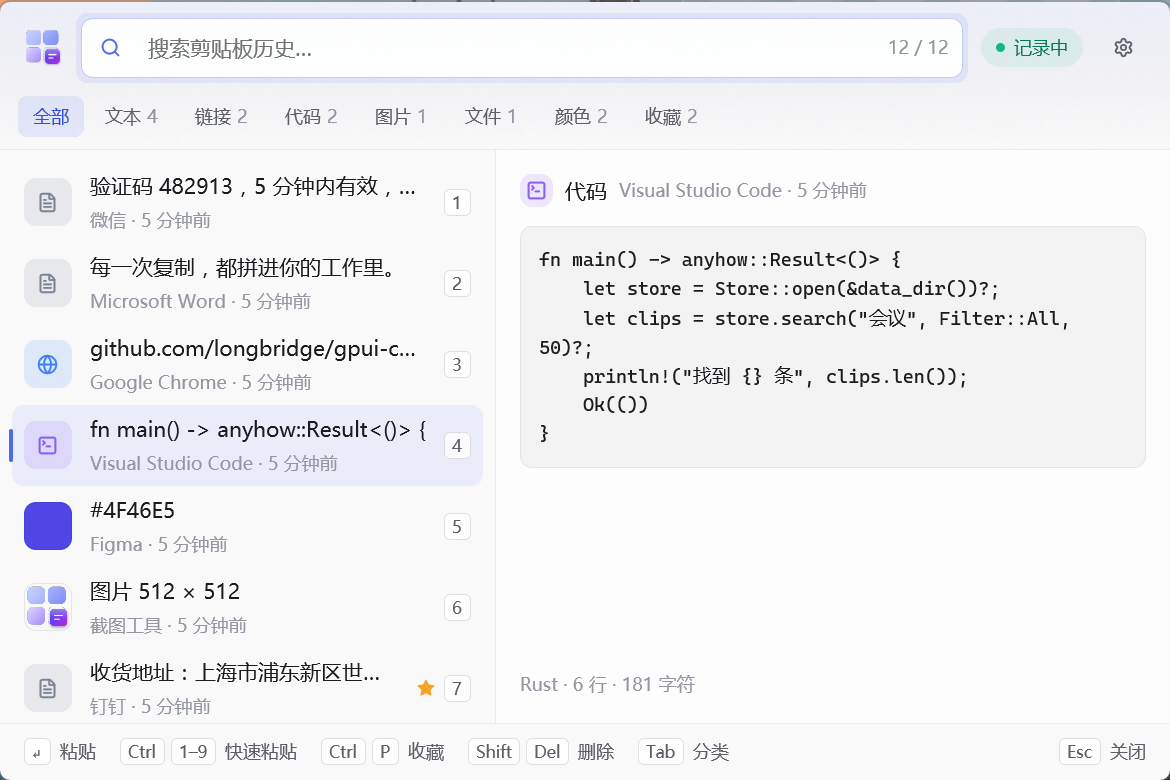 搜索剪贴板历史...
12 / 12
记录中
全部
文本 4
链接 2
代码 2
图片 1
文件 1
颜色 2
收藏 2
验证码 482913，5 分钟内有效，...
微信 · 5 分钟前
1
每一次复制，都拼进你的工作里。
Microsoft Word · 5 分钟前
2
github.com/longbridge/gpui-c...
Google Chrome · 5 分钟前
3
fn main() -> anyhow::Result<()> {
Visual Studio Code · 5 分钟前
4
#4F46E5
Figma · 5 分钟前
5
图片 512 × 512
截图工具 · 5 分钟前
6
收货地址：上海市浦东新区世...
钉钉 · 5 分钟前
7
代码 Visual Studio Code · 5 分钟前
fn main() -> anyhow::Result<()> {
    let store = Store::open(&data_dir())?;
    let clips = store.search("会议", Filter::All,
50)?;
    println!("找到 {} 条", clips.len());
    Ok(())
}
Rust · 6 行 · 181 字符
↵ 粘贴
Ctrl 1–9 快速粘贴
Ctrl P 收藏
Shift Del 删除
Tab 分类
Esc 关闭